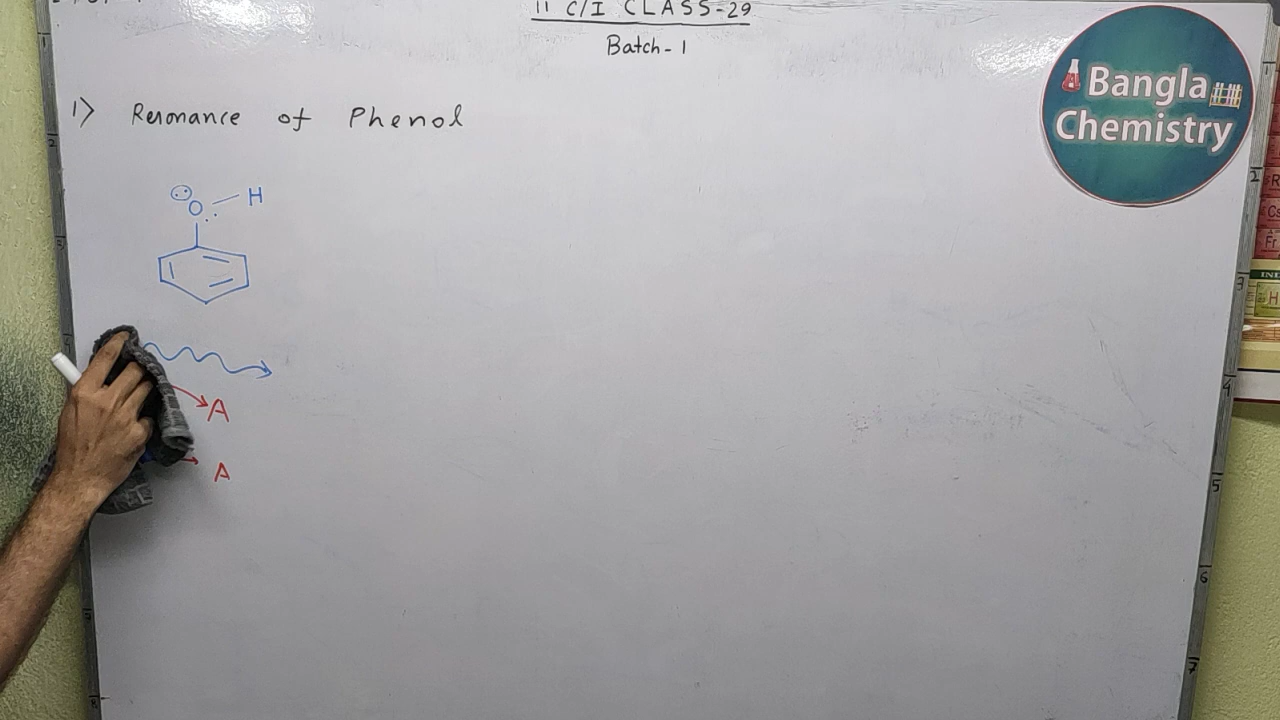 11 C/I CLASS-29
Batch-1
Bangla
Chemistry
1> Resonance of Phenol
O H
A
A